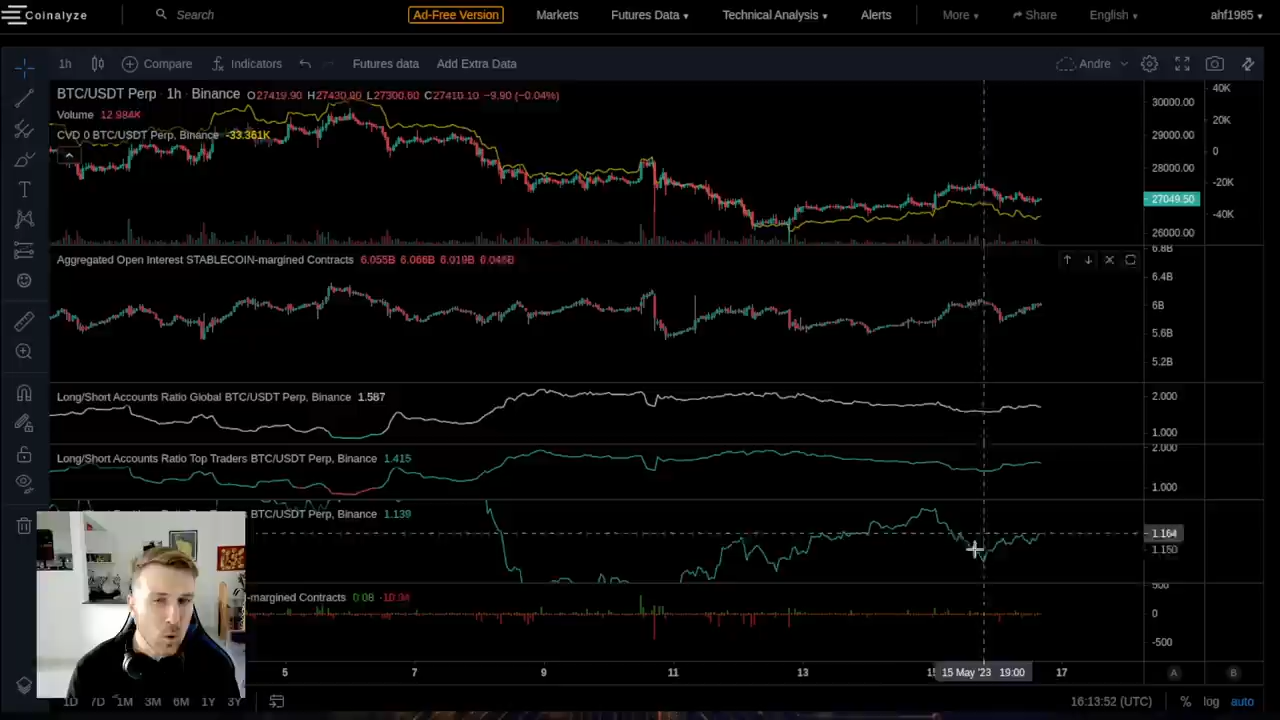 Coinalyze Search Ad-Free Version Markets Futures Data Technical Analysis Alerts More Share English ahf1985
1h Compare Indicators Futures data Add Extra Data Andre
BTC/USDT Perp · 1h · Binance O27419.90 H27430.00 L27300.60 C27410.10 −9.90 (−0.04%)
Volume 12.984K
CVD 0 BTC/USDT Perp, Binance -33.361K
30000.00 40K
29000.00 20K
28000.00 0
27049.50 -20K
26000.00 -40K
Aggregated Open Interest STABLECOIN-margined Contracts 6.055B 6.066B 6.019B 6.046B
6.8B
6.4B
6B
5.6B
5.2B
Long/Short Accounts Ratio Global BTC/USDT Perp, Binance 1.587
2.000
1.000
Long/Short Accounts Ratio Top Traders BTC/USDT Perp, Binance 1.415
2.000
1.000
BTC/USDT Perp, Binance 1.139
1.164
1.150
-margined Contracts 0.08 -10.94
500
0
-500
5 7 9 11 13 15 May '23 19:00 17 A B
1D 7D 1M 3M 6M 1Y 3Y 16:13:52 (UTC) % log auto